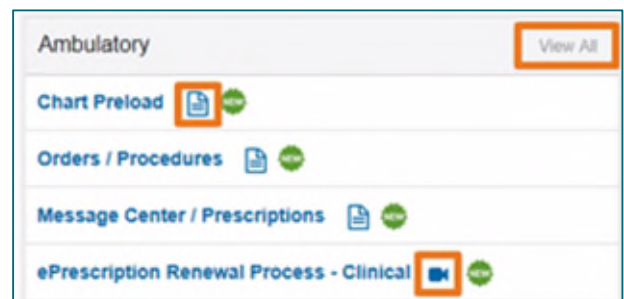 Ambulatory View All
Chart Preload NEW
Orders / Procedures NEW
Message Center / Prescriptions NEW
ePrescription Renewal Process - Clinical NEW